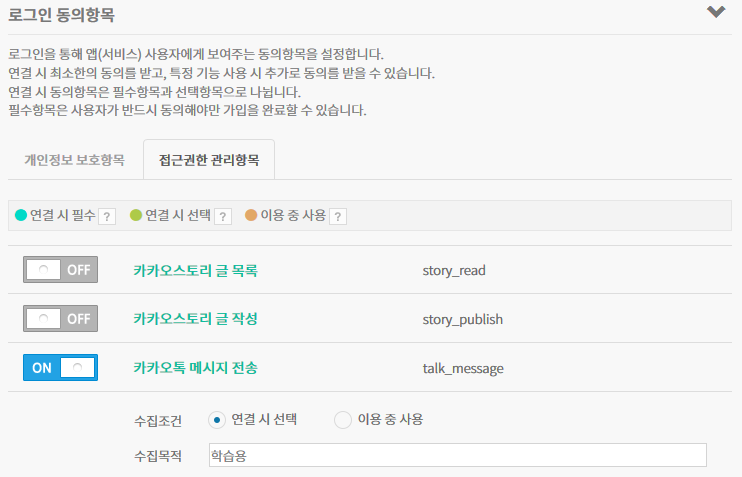 로그인 동의항목
로그인을 통해 앱(서비스) 사용자에게 보여주는 동의항목을 설정합니다.
연결 시 최소한의 동의를 받고, 특정 기능 사용 시 추가로 동의를 받을 수 있습니다.
연결 시 동의항목은 필수항목과 선택항목으로 나뉩니다.
필수항목은 사용자가 반드시 동의해야만 가입을 완료할 수 있습니다.
개인정보 보호항목 접근권한 관리항목
연결 시 필수 ? 연결 시 선택 ? 이용 중 사용 ?
OFF 카카오스토리 글 목록 story_read
OFF 카카오스토리 글 작성 story_publish
ON 카카오톡 메시지 전송 talk_message
수집조건 연결 시 선택 이용 중 사용
수집목적 학습용